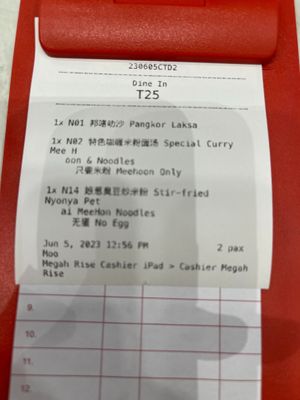 230605CTD2
Dine In
T25
1x N01 邦咯叻沙 Pangkor Laksa
1x N02 特色咖喱米粉面汤 Special Curry
Mee H
oon & Noodles
只要米粉 Meehoon Only
1x N14 娘惹臭豆炒米粉 Stir-fried
Nyonya Pet
ai MeeHon Noodles
无蛋 No Egg
Jun 5, 2023 12:56 PM 2 pax
Moo
Megah Rise Cashier iPad > Cashier Megah
Rise
9.
10.
11.
12.